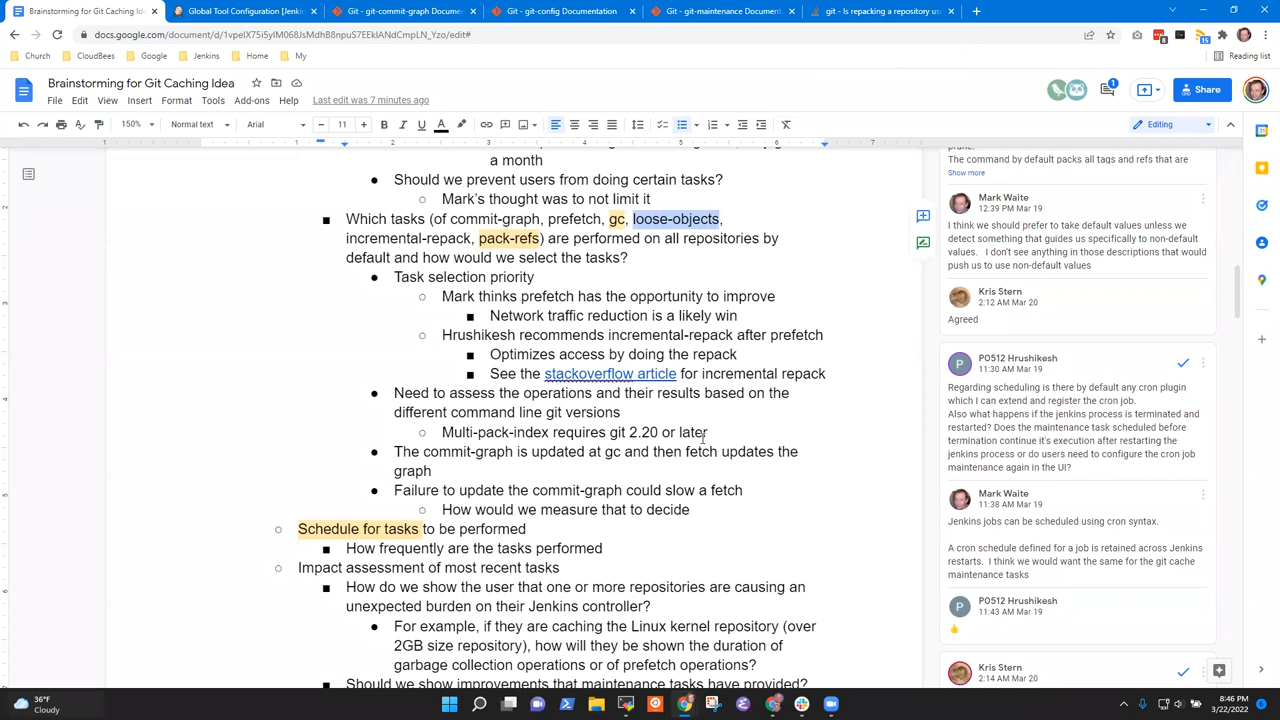 Brainstorming for Git Caching Idea
Global Tool Configuration [Jenkin
Git - git-commit-graph Documen
Git - git-config Documentation
Git - git-maintenance Document
git - Is repacking a repository use
docs.google.com/document/d/
Church
CloudBees
Google
Jenkins
Home
My
Reading list
Brainstorming for Git Caching Idea
File Edit View Insert Format Tools Add-ons Help Last edit was 7 minutes ago
1
Share
150% Normal text Arial 11 Editing
1 1 2 3 4 5 6 7
a month
Should we prevent users from doing certain tasks?
Mark's thought was to not limit it
Which tasks (of commit-graph, prefetch, gc, loose-objects,
incremental-repack, pack-refs) are performed on all repositories by
default and how would we select the tasks?
Task selection priority
Mark thinks prefetch has the opportunity to improve
Network traffic reduction is a likely win
Hrushikesh recommends incremental-repack after prefetch
Optimizes access by doing the repack
See the stackoverflow article for incremental repack
Need to assess the operations and their results based on the
different command line git versions
Multi-pack-index requires git 2.20 or later
The commit-graph is updated at gc and then fetch updates the
graph
Failure to update the commit-graph could slow a fetch
How would we measure that to decide
Schedule for tasks to be performed
How frequently are the tasks performed
Impact assessment of most recent tasks
How do we show the user that one or more repositories are causing an
unexpected burden on their Jenkins controller?
For example, if they are caching the Linux kernel repository (over
2GB size repository), how will they be shown the duration of
garbage collection operations or of prefetch operations?
Should we show improvements that maintenance tasks have provided?
prune.
The command by default packs all tags and refs that are
Show more
Mark Waite
12:39 PM Mar 19
I think we should prefer to take default values unless we
detect something that guides us specifically to non-default
values. I don't see anything in those descriptions that would
push us to use non-default values
Kris Stern
2:12 AM Mar 20
Agreed
P
P0512 Hrushikesh
11:30 AM Mar 19
Regarding scheduling is there by default any cron plugin
which I can extend and register the cron job.
Also what happens if the jenkins process is terminated and
restarted? Does the maintenance task scheduled before
termination continue it's execution after restarting the
jenkins process or do users need to configure the cron job
maintenance again in the UI?
Mark Waite
11:38 AM Mar 19
Jenkins jobs can be scheduled using cron syntax.
A cron schedule defined for a job is retained across Jenkins
restarts. I think we would want the same for the git cache
maintenance tasks
P
P0512 Hrushikesh
11:43 AM Mar 19
Kris Stern
2:14 AM Mar 20
36°F
Cloudy
8:46 PM
3/22/2022